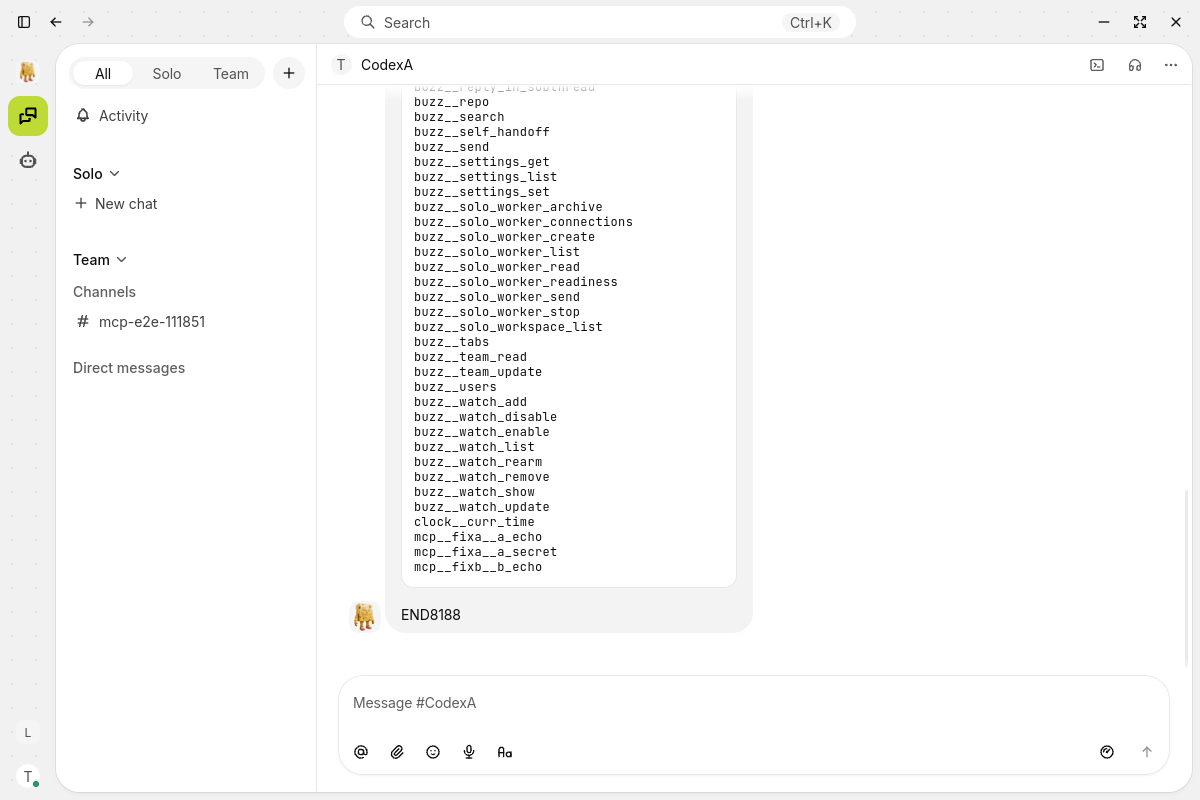 Search
Ctrl+K
All
Solo
Team
Activity
Solo
New chat
Team
Channels
# mcp-e2e-111851
Direct messages
T
CodexA
buzz__reply_in_subthread
buzz__repo
buzz__search
buzz__self_handoff
buzz__send
buzz__settings_get
buzz__settings_list
buzz__settings_set
buzz__solo_worker_archive
buzz__solo_worker_connections
buzz__solo_worker_create
buzz__solo_worker_list
buzz__solo_worker_read
buzz__solo_worker_readiness
buzz__solo_worker_send
buzz__solo_worker_stop
buzz__solo_workspace_list
buzz__tabs
buzz__team_read
buzz__team_update
buzz__users
buzz__watch_add
buzz__watch_disable
buzz__watch_enable
buzz__watch_list
buzz__watch_rearm
buzz__watch_remove
buzz__watch_show
buzz__watch_update
clock__curr_time
mcp__fixa__a_echo
mcp__fixa__a_secret
mcp__fixb__b_echo
END8188
Message #CodexA
Aa
L
T